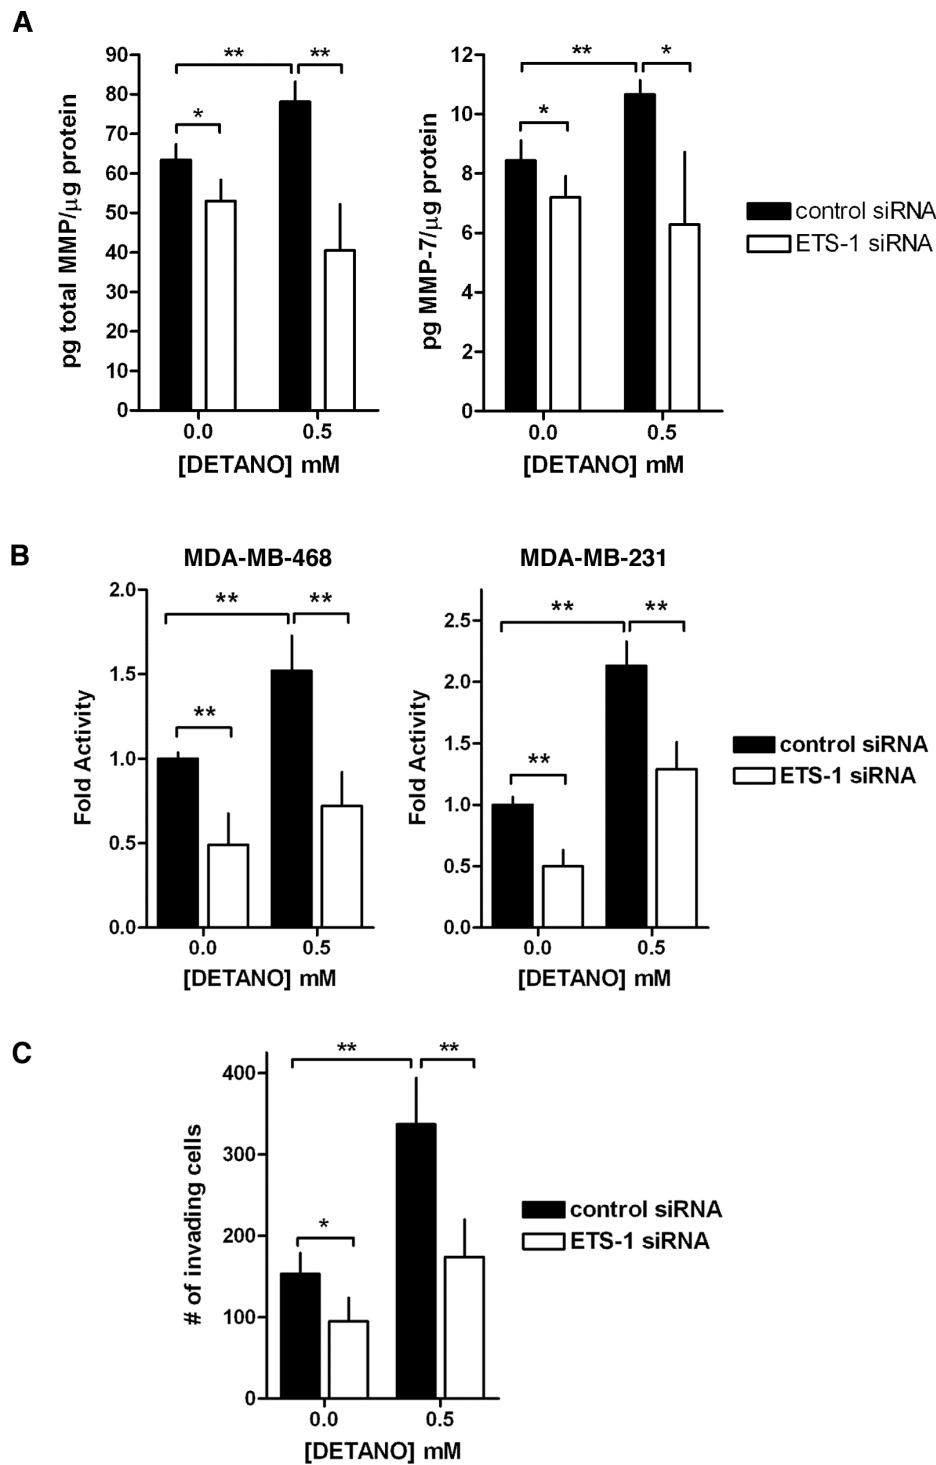 A
pg total MMP/µg protein
90
80
70
60
50
40
30
20
10
0
** **
*
0.0 0.5
[DETANO] mM
pg MMP-7/µg protein
12
10
8
6
4
2
0
** *
*
0.0 0.5
[DETANO] mM
control siRNA
ETS-1 siRNA
B
MDA-MB-468
Fold Activity
2.0
1.5
1.0
0.5
0.0
** **
**
0.0 0.5
[DETANO] mM
MDA-MB-231
Fold Activity
2.5
2.0
1.5
1.0
0.5
0.0
** **
**
0.0 0.5
[DETANO] mM
control siRNA
ETS-1 siRNA
C
# of invading cells
400
300
200
100
0
** **
*
0.0 0.5
[DETANO] mM
control siRNA
ETS-1 siRNA